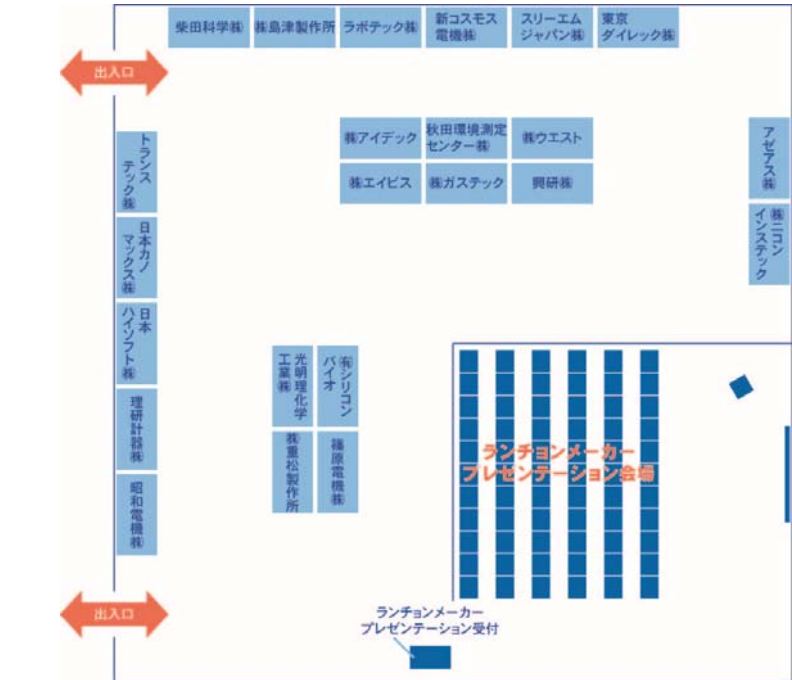 柴田科学㈱
㈱島津製作所
ラボテック㈱
新コスモス
電機㈱
スリーエム
ジャパン㈱
東京
ダイレック㈱
出入口
㈱アイデック
秋田環境測定
センター㈱
㈱ウエスト
㈱エイビス
㈱ガステック
興研㈱
アゼアス㈱
㈱ニコン
インステック
トランス
テック㈱
日本カノ
マックス㈱
日本
ハイソフト㈱
理研計器㈱
昭和電機㈱
光明理化学
工業㈱
㈲シリコン
バイオ
㈱重松製作所
篠原電機㈱
ランチョンメーカー
プレゼンテーション会場
出入口
ランチョンメーカー
プレゼンテーション受付